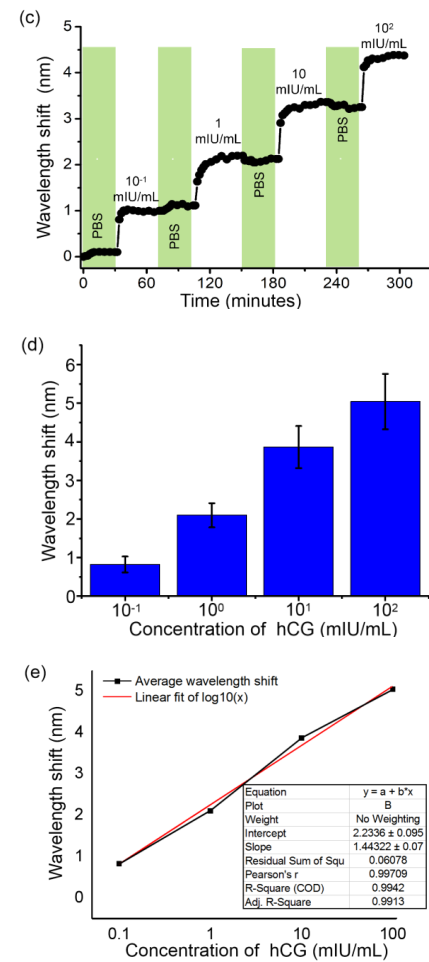 (c)
Wavelength shift (nm)
5
4
3
2
1
0
PBS
10⁻¹
mIU/mL
PBS
1
mIU/mL
PBS
10
mIU/mL
PBS
10²
mIU/mL
0 60 120 180 240 300
Time (minutes)
(d)
Wavelength shift (nm)
6
5
4
3
2
1
0
10⁻¹ 10⁰ 10¹ 10²
Concentration of hCG (mIU/mL)
(e)
Wavelength shift (nm)
5
4
3
2
1
0
Average wavelength shift
Linear fit of log10(x)
Equation y = a + b*x
Plot B
Weight No Weighting
Intercept 2.2336 ± 0.095
Slope 1.44322 ± 0.07
Residual Sum of Squ 0.06078
Pearson's r 0.99709
R-Square (COD) 0.9942
Adj. R-Square 0.9913
0.1 1 10 100
Concentration of hCG (mIU/mL)